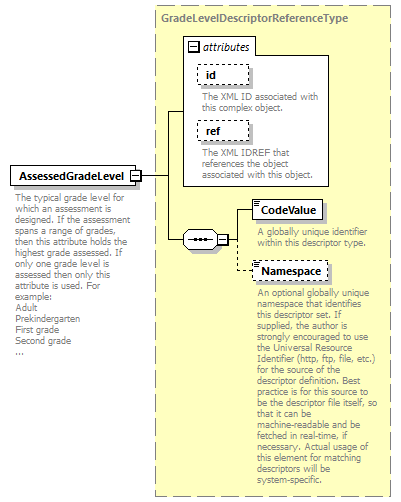 GradeLevelDescriptorReferenceType
attributes
id
The XML ID associated with
this complex object.
ref
The XML IDREF that
references the object
associated with this object.
AssessedGradeLevel
The typical grade level for
which an assessment is
designed. If the assessment
spans a range of grades,
then this attribute holds the
highest grade assessed. If
only one grade level is
assessed then only this
attribute is used. For
example:
Adult
Prekindergarten
First grade
Second grade
...
CodeValue
A globally unique identifier
within this descriptor type.
Namespace
An optional globally unique
namespace that identifies
this descriptor set. If
supplied, the author is
strongly encouraged to use
the Universal Resource
Identifier (http, ftp, file, etc.)
for the source of the
descriptor definition. Best
practice is for this source to
be the descriptor file itself, so
that it can be
machine-readable and be
fetched in real-time, if
necessary. Actual usage of
this element for matching
descriptors will be
system-specific.